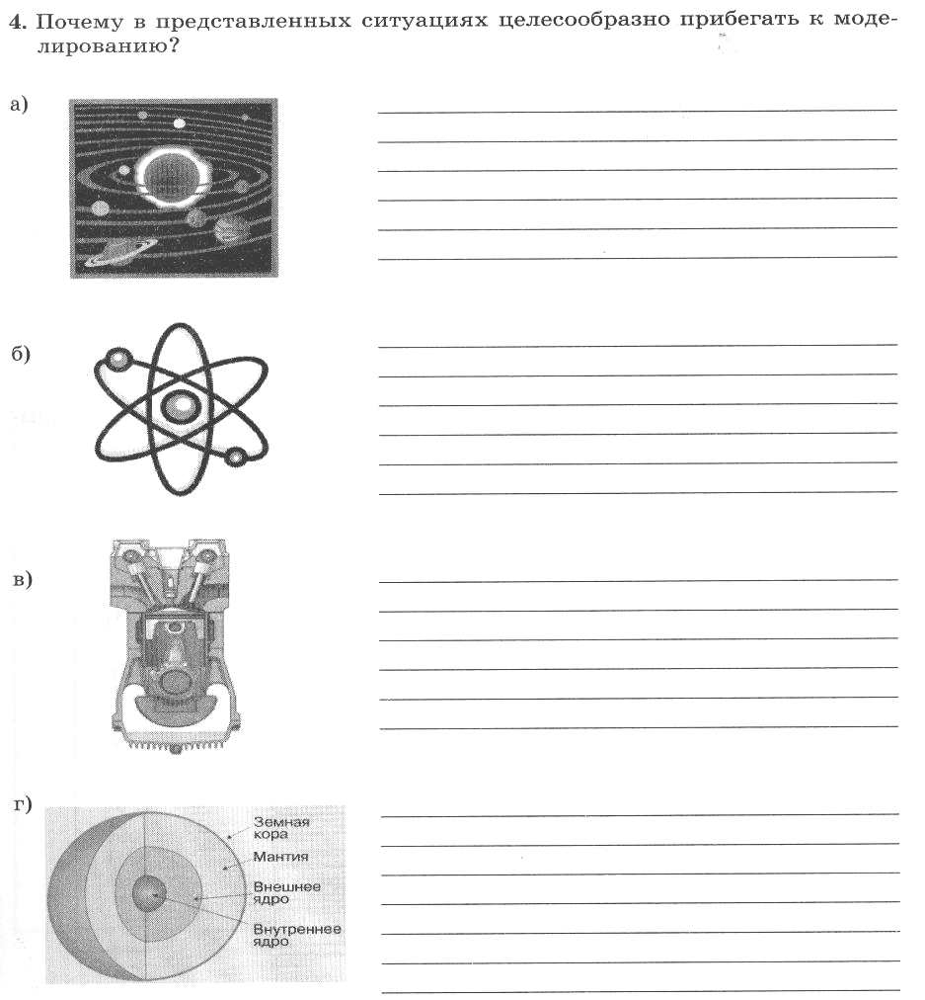 4. Почему в представленных ситуациях целесообразно прибегать к моде-
лированию?
а)
б)
в)
г)
Земная
кора
Мантия
Внешнее
ядро
Внутреннее
ядро